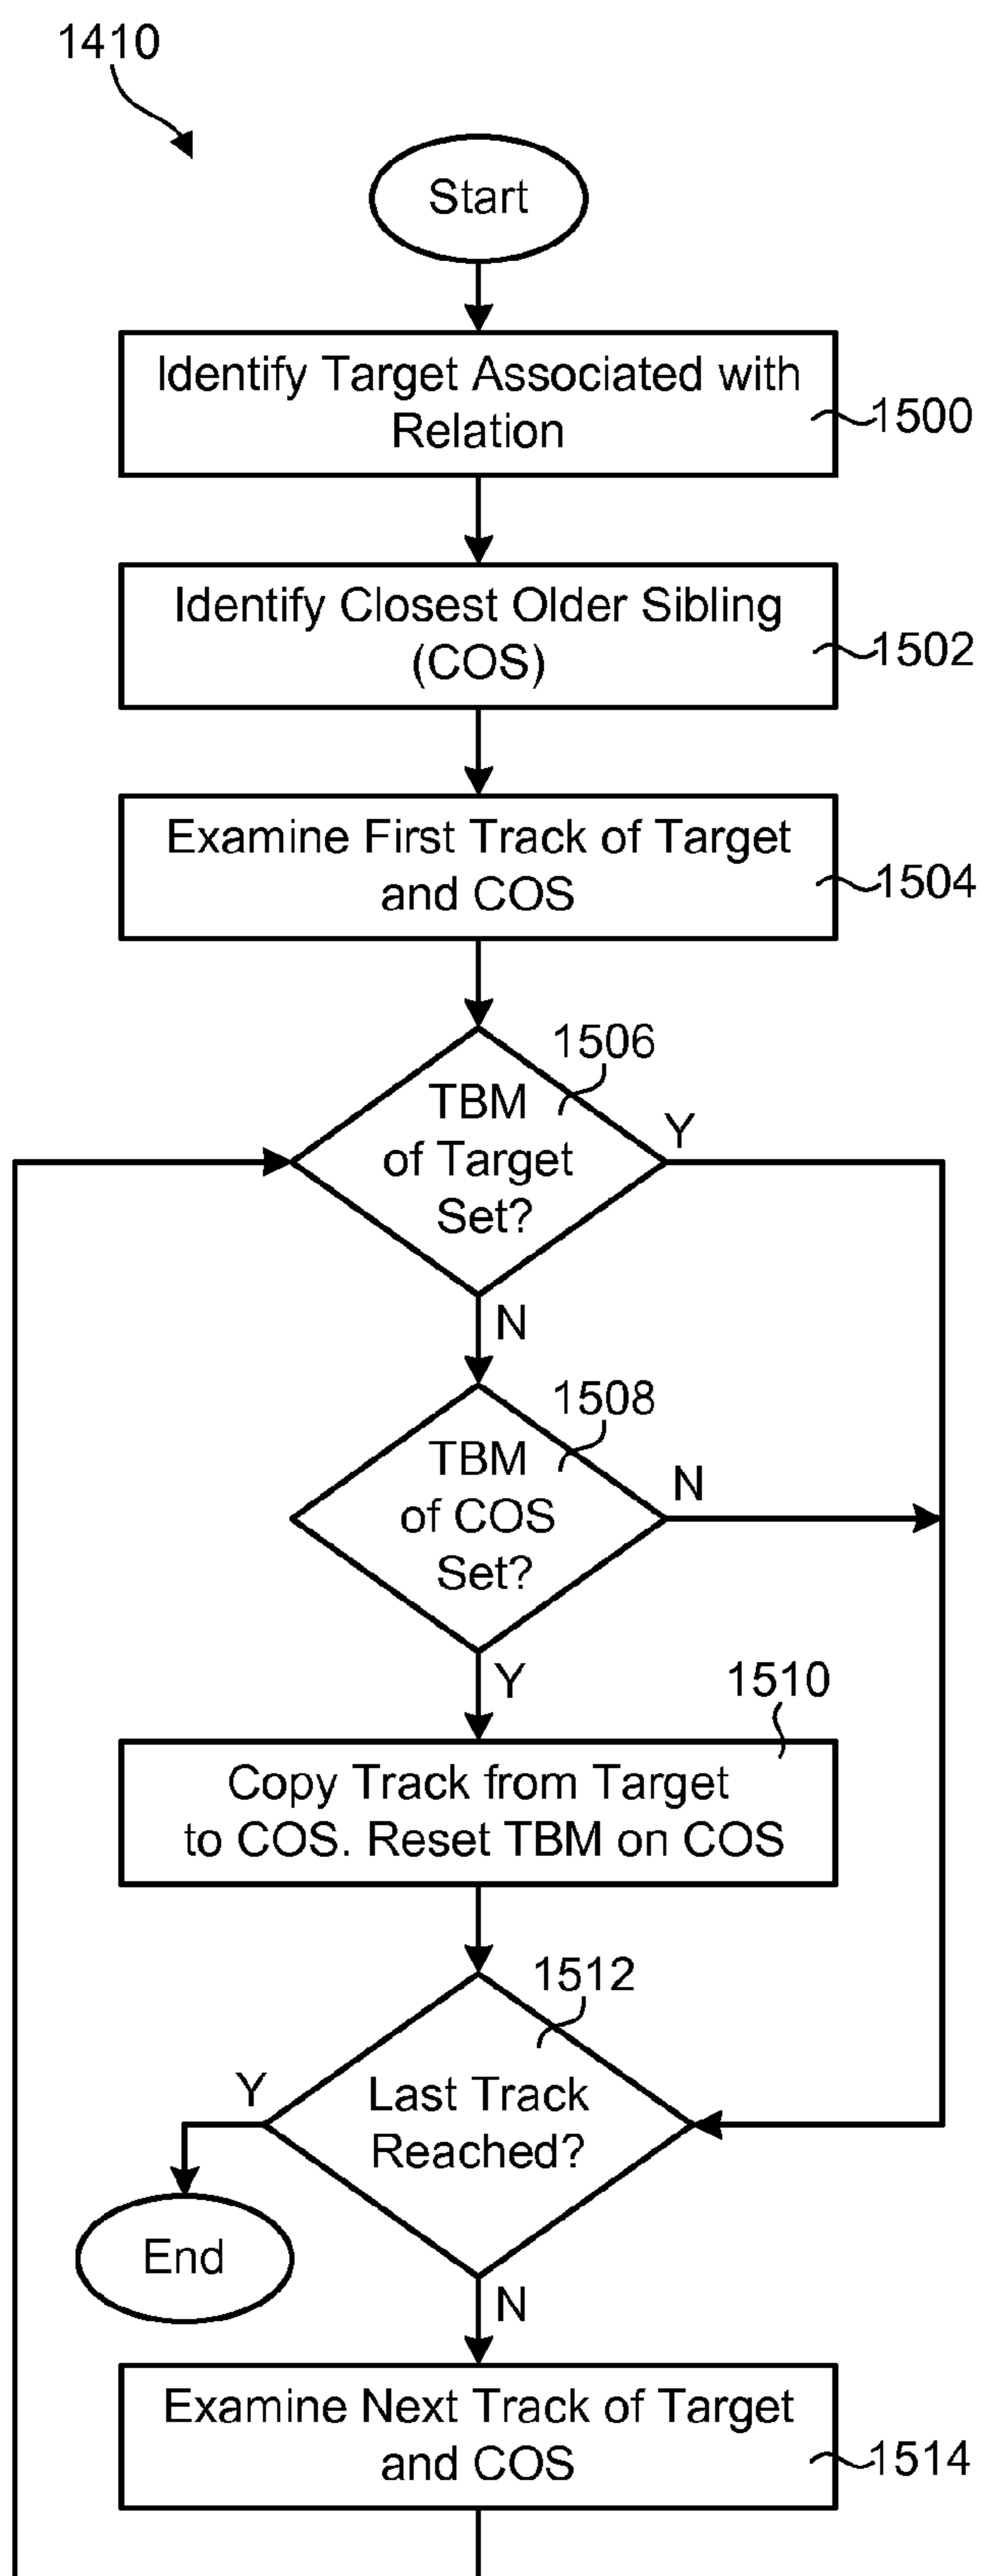 1410
Start
Identify Target Associated with
Relation
1500
Identify Closest Older Sibling
(COS)
1502
Examine First Track of Target
and COS
1504
1506
TBM
of Target
Set?
Y
N
1508
TBM
of COS
Set?
N
Y
1510
Copy Track from Target
to COS. Reset TBM on COS
1512
Last Track
Reached?
Y
End
N
Examine Next Track of Target
and COS
1514